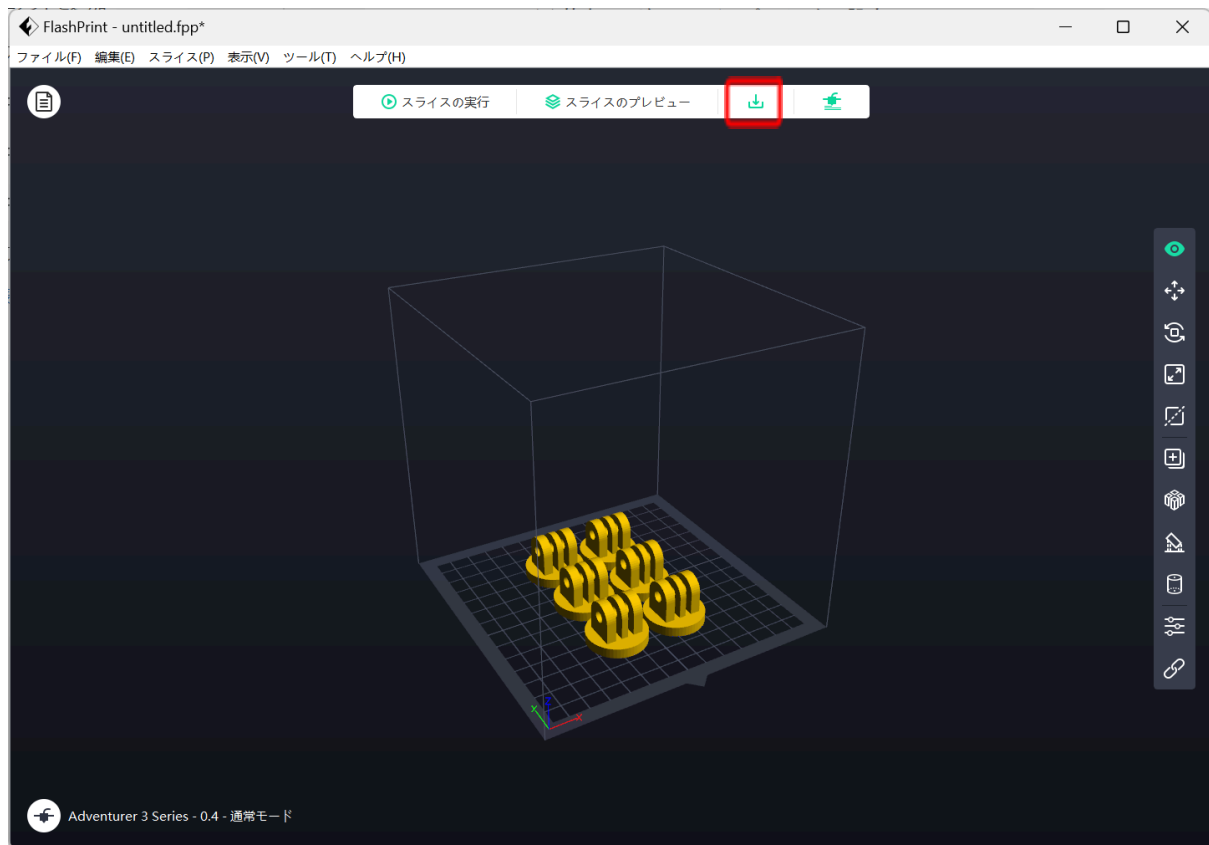 FlashPrint - untitled.fpp*
ファイル(F) 編集(E) スライス(P) 表示(V) ツール(T) ヘルプ(H)
スライスの実行 スライスのプレビュー
X X
Adventurer 3 Series - 0.4 - 通常モード